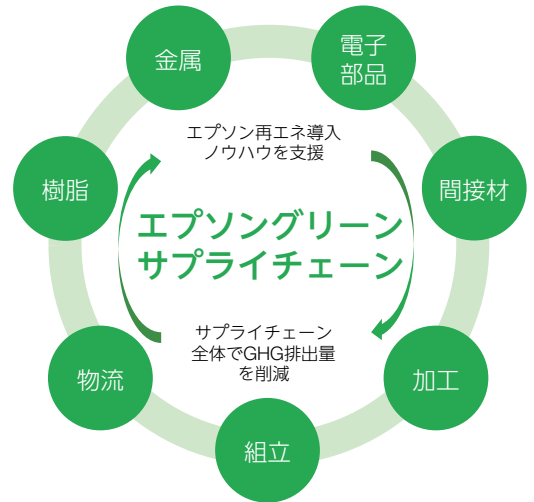 金属
電子
部品
エプソン再エネ導入
ノウハウを支援
樹脂
間接材
エプソングリーン
サプライチェーン
サプライチェーン
全体でGHG排出量
を削減
物流
加工
組立